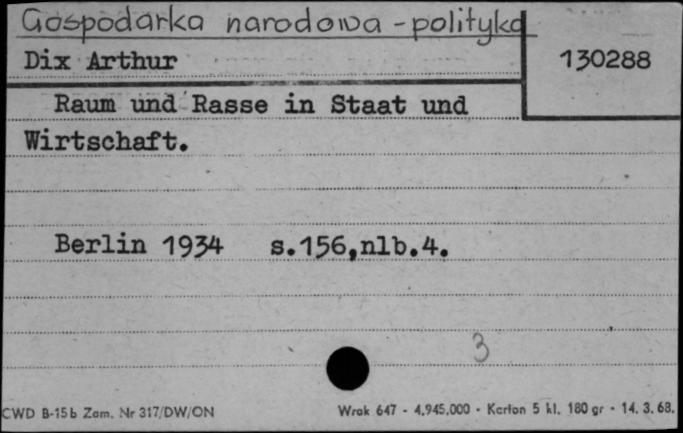 Gospodarka narodowa - polityka
Dix Arthur
130288
Raum und Rasse in Staat und
Wirtschaft.
Berlin 1934 s.156,nlb.4.
3
CWD B-15b Zam. Nr 317/DW/ON
Wrak 647 - 4.945.000 - Karton 5 kl. 180 gr - 14. 3. 68.